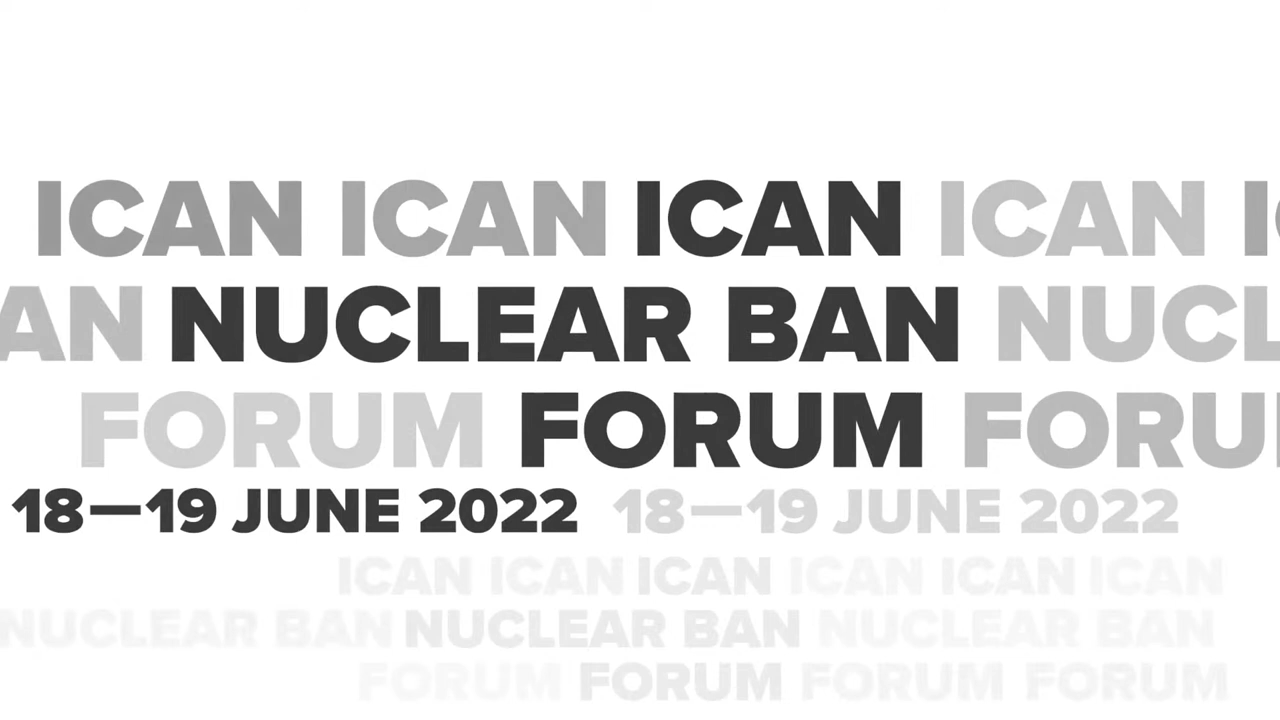 ICAN ICAN ICAN ICAN
AN NUCLEAR BAN NUCL
FORUM FORUM FORU
18—19 JUNE 2022 18—19 JUNE 2022
ICAN ICAN ICAN ICAN ICAN ICAN
NUCLEAR BAN NUCLEAR BAN NUCLEAR BAN
FORUM FORUM FORUM FORUM